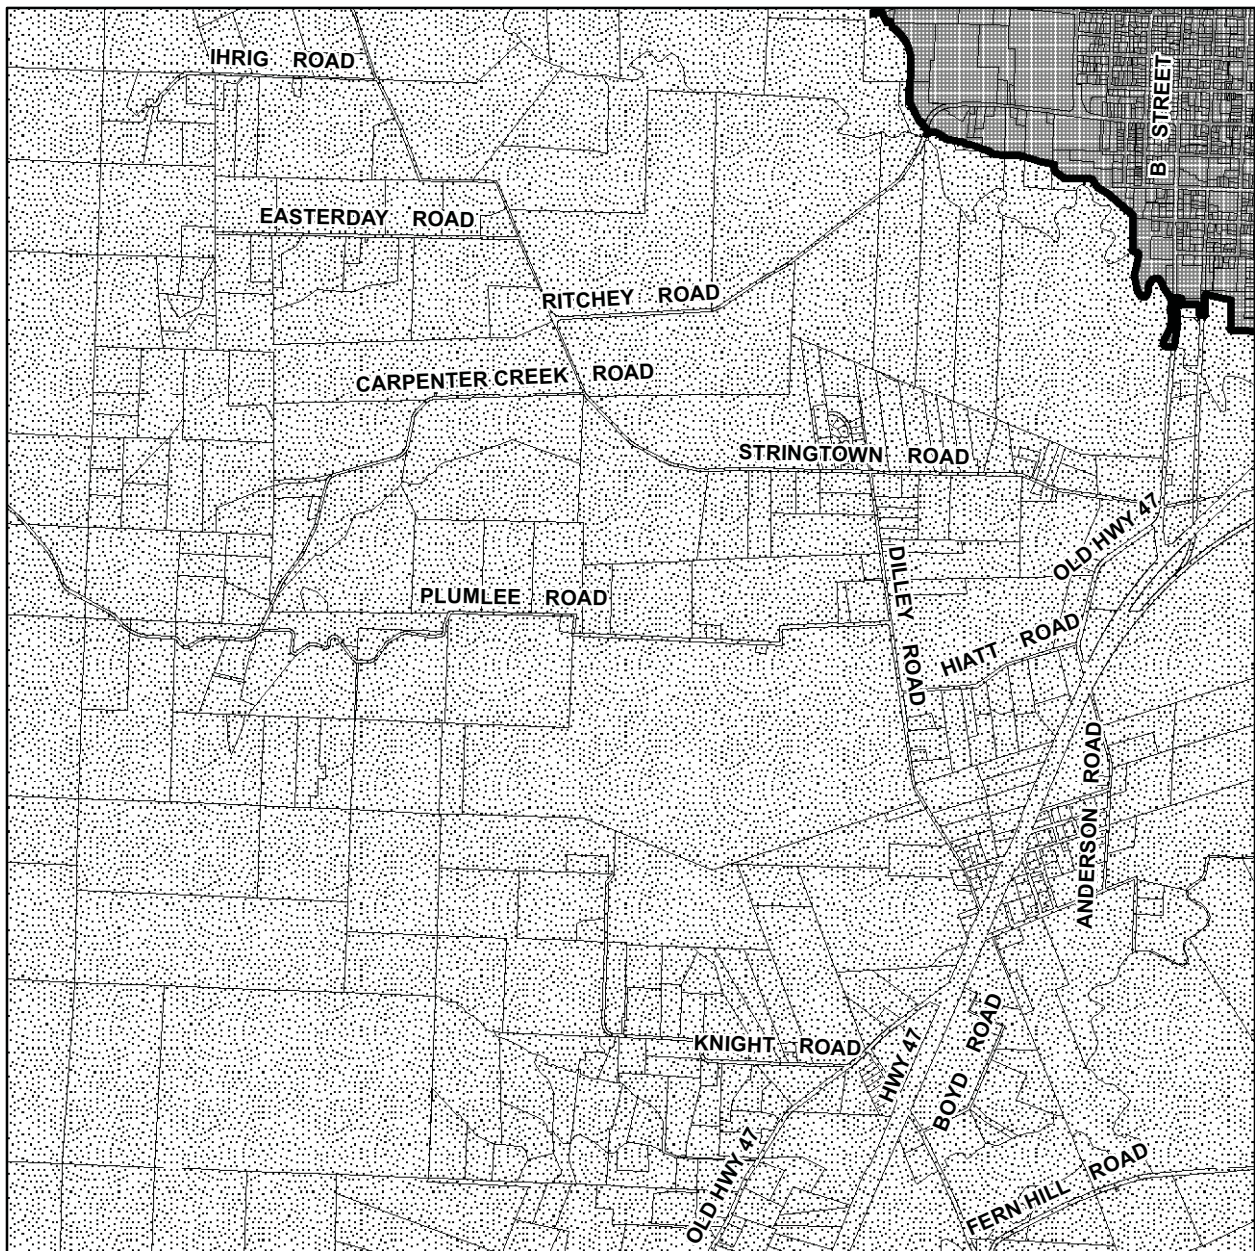 IHRIG ROAD
B STREET
EASTERDAY ROAD
RITCHEY ROAD
CARPENTER CREEK ROAD
STRINGTOWN ROAD
OLD HWY 47
DILLEY ROAD
PLUMLEE ROAD
HIATT ROAD
ANDERSON ROAD
KNIGHT ROAD
HWY 47
BOYD ROAD
OLD HWY 47
FERN HILL ROAD